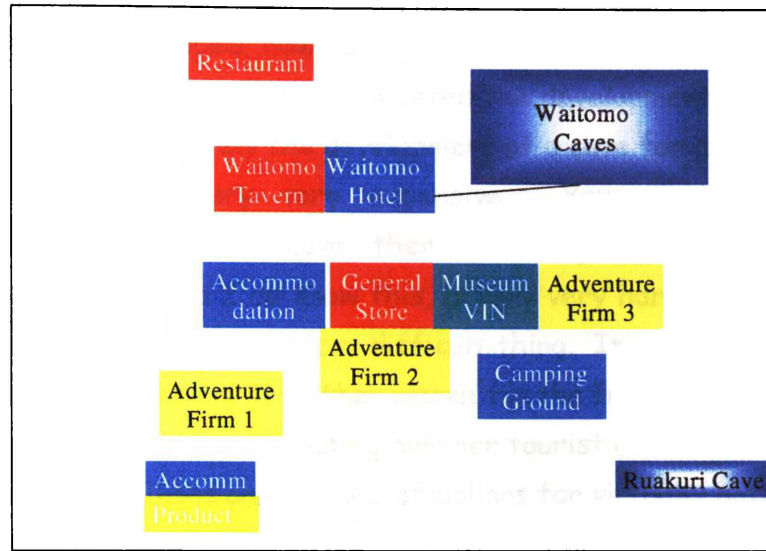 Restaurant
Waitomo
Caves
Waitomo
Tavern
Waitomo
Hotel
Accommo
dation
General
Store
Museum
VIN
Adventure
Firm 3
Adventure
Firm 2
Camping
Ground
Adventure
Firm 1
Accomm
Product
Ruakuri Cave